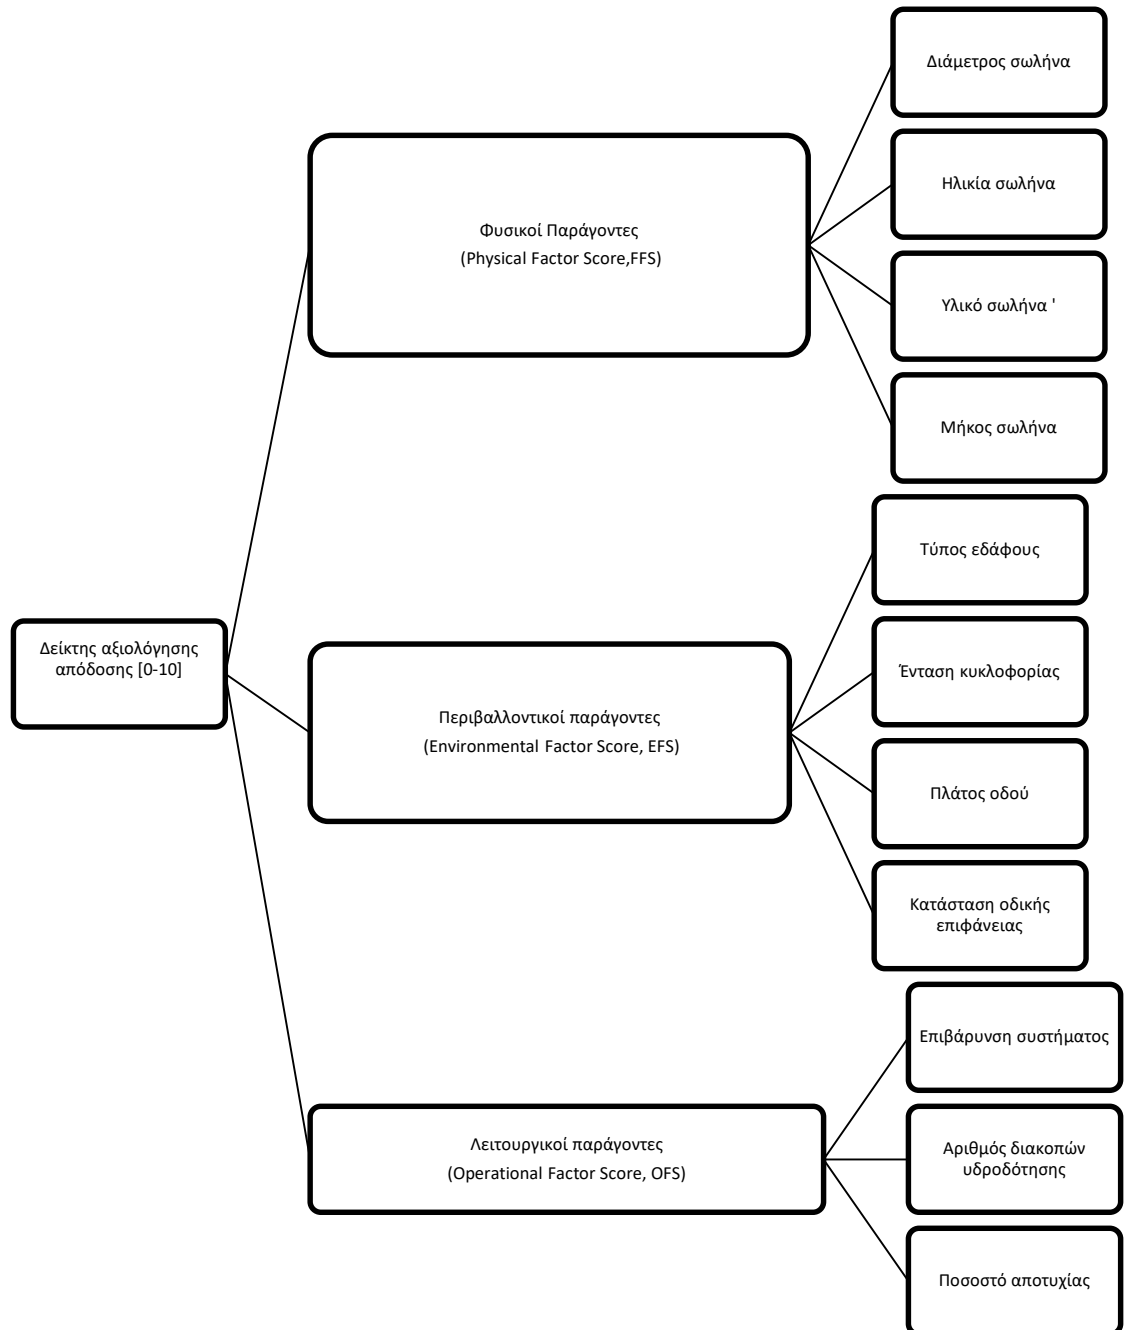 Δείκτης αξιολόγησης
απόδοσης [0-10]
Φυσικοί Παράγοντες
(Physical Factor Score,FFS)
Διάμετρος σωλήνα
Ηλικία σωλήνα
Υλικό σωλήνα '
Μήκος σωλήνα
Περιβαλλοντικοί παράγοντες
(Environmental Factor Score, EFS)
Τύπος εδάφους
Ένταση κυκλοφορίας
Πλάτος οδού
Κατάσταση οδικής
επιφάνειας
Λειτουργικοί παράγοντες
(Operational Factor Score, OFS)
Επιβάρυνση συστήματος
Αριθμός διακοπών
υδροδότησης
Ποσοστό αποτυχίας